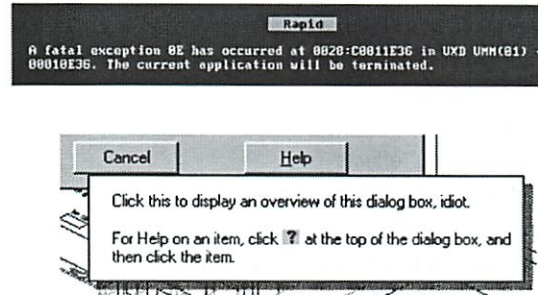 Rapid
A fatal exception 0E has occurred at 0028:C0011E36 in UXD UMM(01) -
00010E36. The current application will be terminated.
Cancel
Help
Click this to display an overview of this dialog box, idiot.
For Help on an item, click ? at the top of the dialog box, and
then click the item.